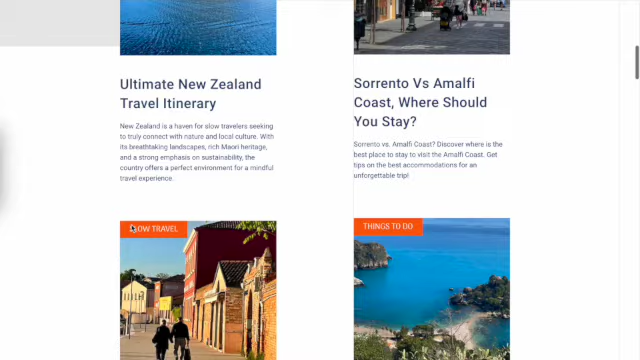 Ultimate New Zealand
Travel Itinerary
New Zealand is a haven for slow travelers seeking
to truly connect with nature and local culture. With
its breathtaking landscapes, rich Maori heritage,
and a strong emphasis on sustainability, the
country offers a perfect environment for a mindful
travel experience.
Sorrento Vs Amalfi
Coast, Where Should
You Stay?
Sorrento vs. Amalfi Coast? Discover where is the
best place to stay to visit the Amalfi Coast. Get
tips on the best accommodations for an
unforgettable trip!
SLOW TRAVEL
THINGS TO DO